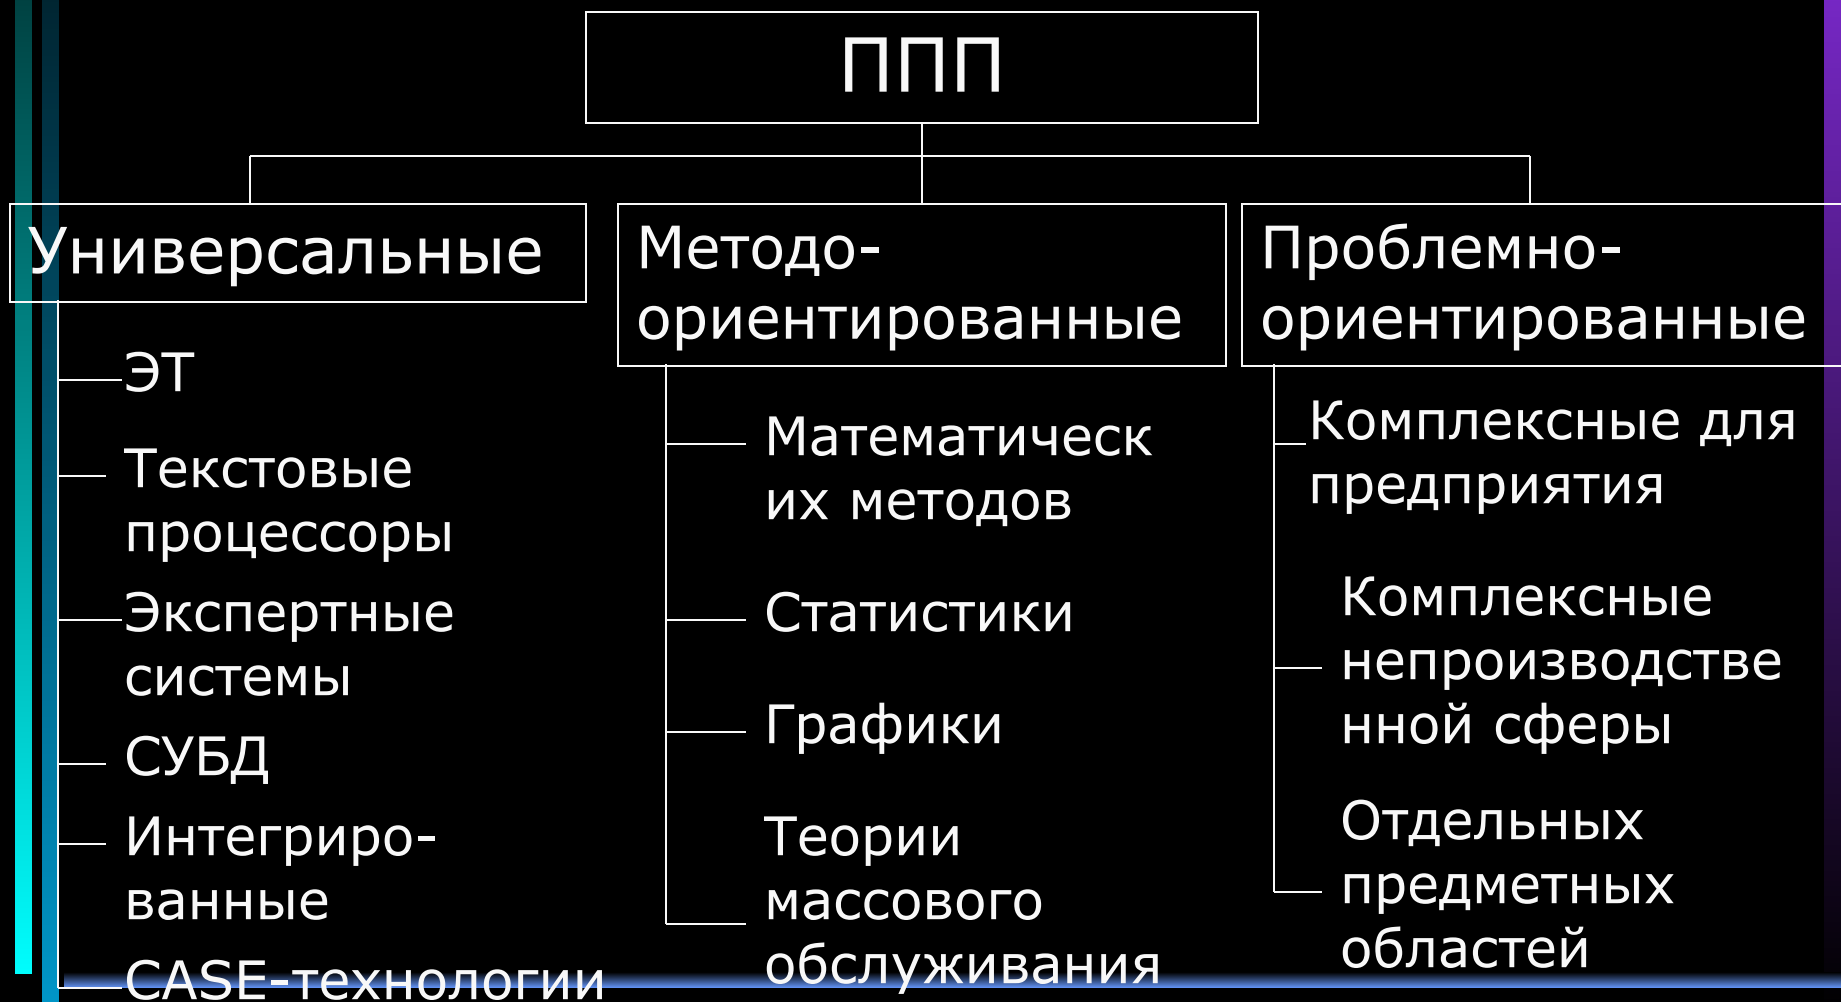 ППП
Универсальные
ЭТ
Текстовые
процессоры
Экспертные
системы
СУБД
Интегриро-
ванные
CASE-технологии
Методо-
ориентированные
Математическ
их методов
Статистики
Графики
Теории
массового
обслуживания
Проблемно-
ориентированные
Комплексные для
предприятия
Комплексные
непроизводстве
нной сферы
Отдельных
предметных
областей